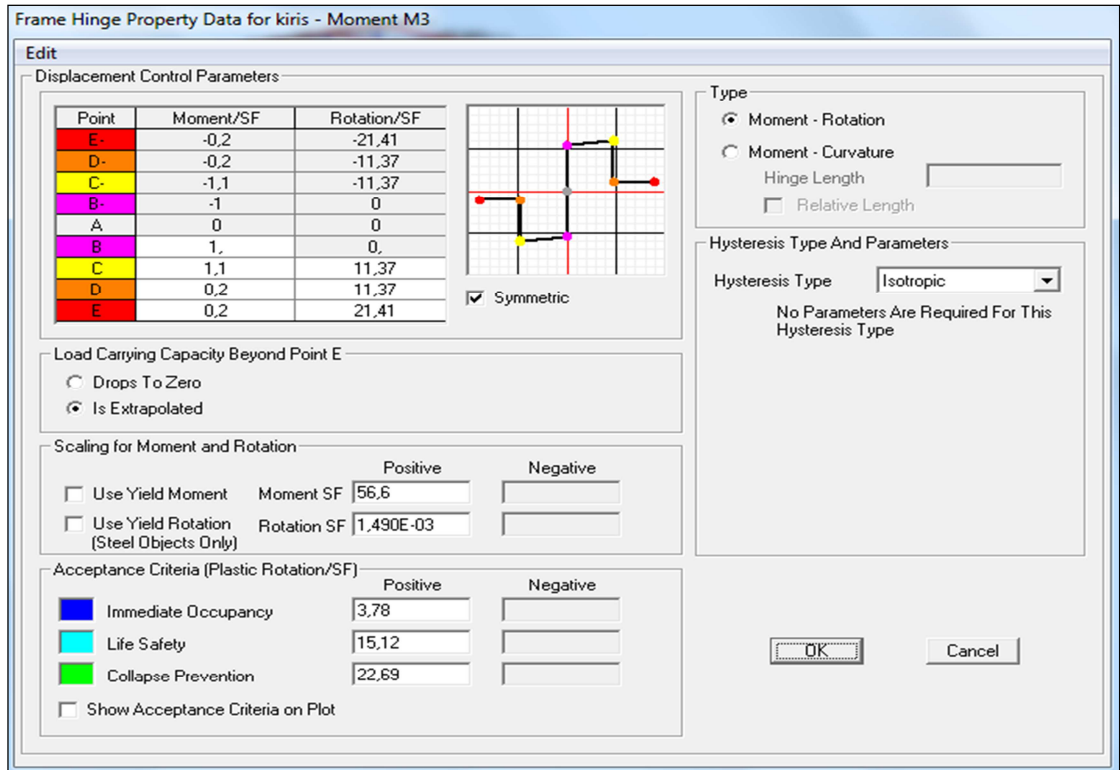 Frame Hinge Property Data for kiris - Moment M3
Edit
Displacement Control Parameters
Point Moment/SF Rotation/SF
E- -0,2 -21,41
D- -0,2 -11,37
C- -1,1 -11,37
B- -1 0
A 0 0
B 1, 0,
C 1,1 11,37
D 0,2 11,37
E 0,2 21,41
Symmetric
Load Carrying Capacity Beyond Point E
Drops To Zero
Is Extrapolated
Scaling for Moment and Rotation
Positive Negative
Use Yield Moment Moment SF 56,6
Use Yield Rotation Rotation SF 1,490E-03
(Steel Objects Only)
Acceptance Criteria (Plastic Rotation/SF)
Positive Negative
Immediate Occupancy 3,78
Life Safety 15,12
Collapse Prevention 22,69
Show Acceptance Criteria on Plot
Type
Moment - Rotation
Moment - Curvature
Hinge Length
Relative Length
Hysteresis Type And Parameters
Hysteresis Type Isotropic
No Parameters Are Required For This
Hysteresis Type
OK Cancel